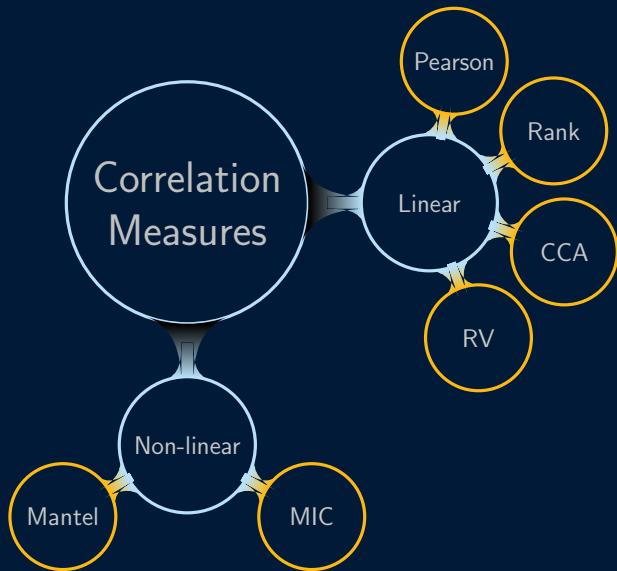 Correlation
Measures
Linear
Pearson
Rank
CCA
RV
Non-linear
Mantel
MIC